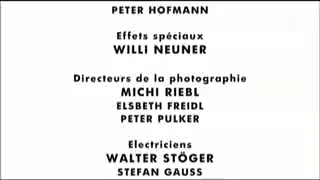 PETER HOFMANN
Effets spéciaux
WILLI NEUNER
Directeurs de la photographie
MICHI RIEBL
ELSBETH FREIDL
PETER PULKER
Electriciens
WALTER STÖGER
STEFAN GAUSS